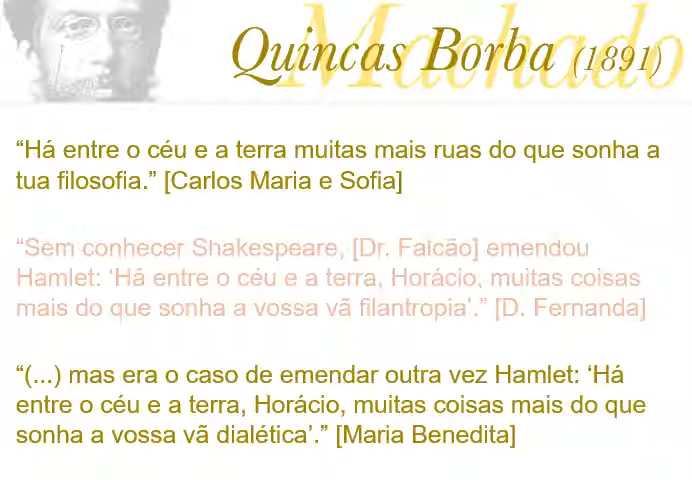 Machado
Quincas Borba (1891)
“Há entre o céu e a terra muitas mais ruas do que sonha a
tua filosofia.” [Carlos Maria e Sofia]
“Sem conhecer Shakespeare, [Dr. Falcão] emendou
Hamlet: ‘Há entre o céu e a terra, Horácio, muitas coisas
mais do que sonha a vossa vã filantropia’.” [D. Fernanda]
“(...) mas era o caso de emendar outra vez Hamlet: ‘Há
entre o céu e a terra, Horácio, muitas coisas mais do que
sonha a vossa vã dialética’.” [Maria Benedita]